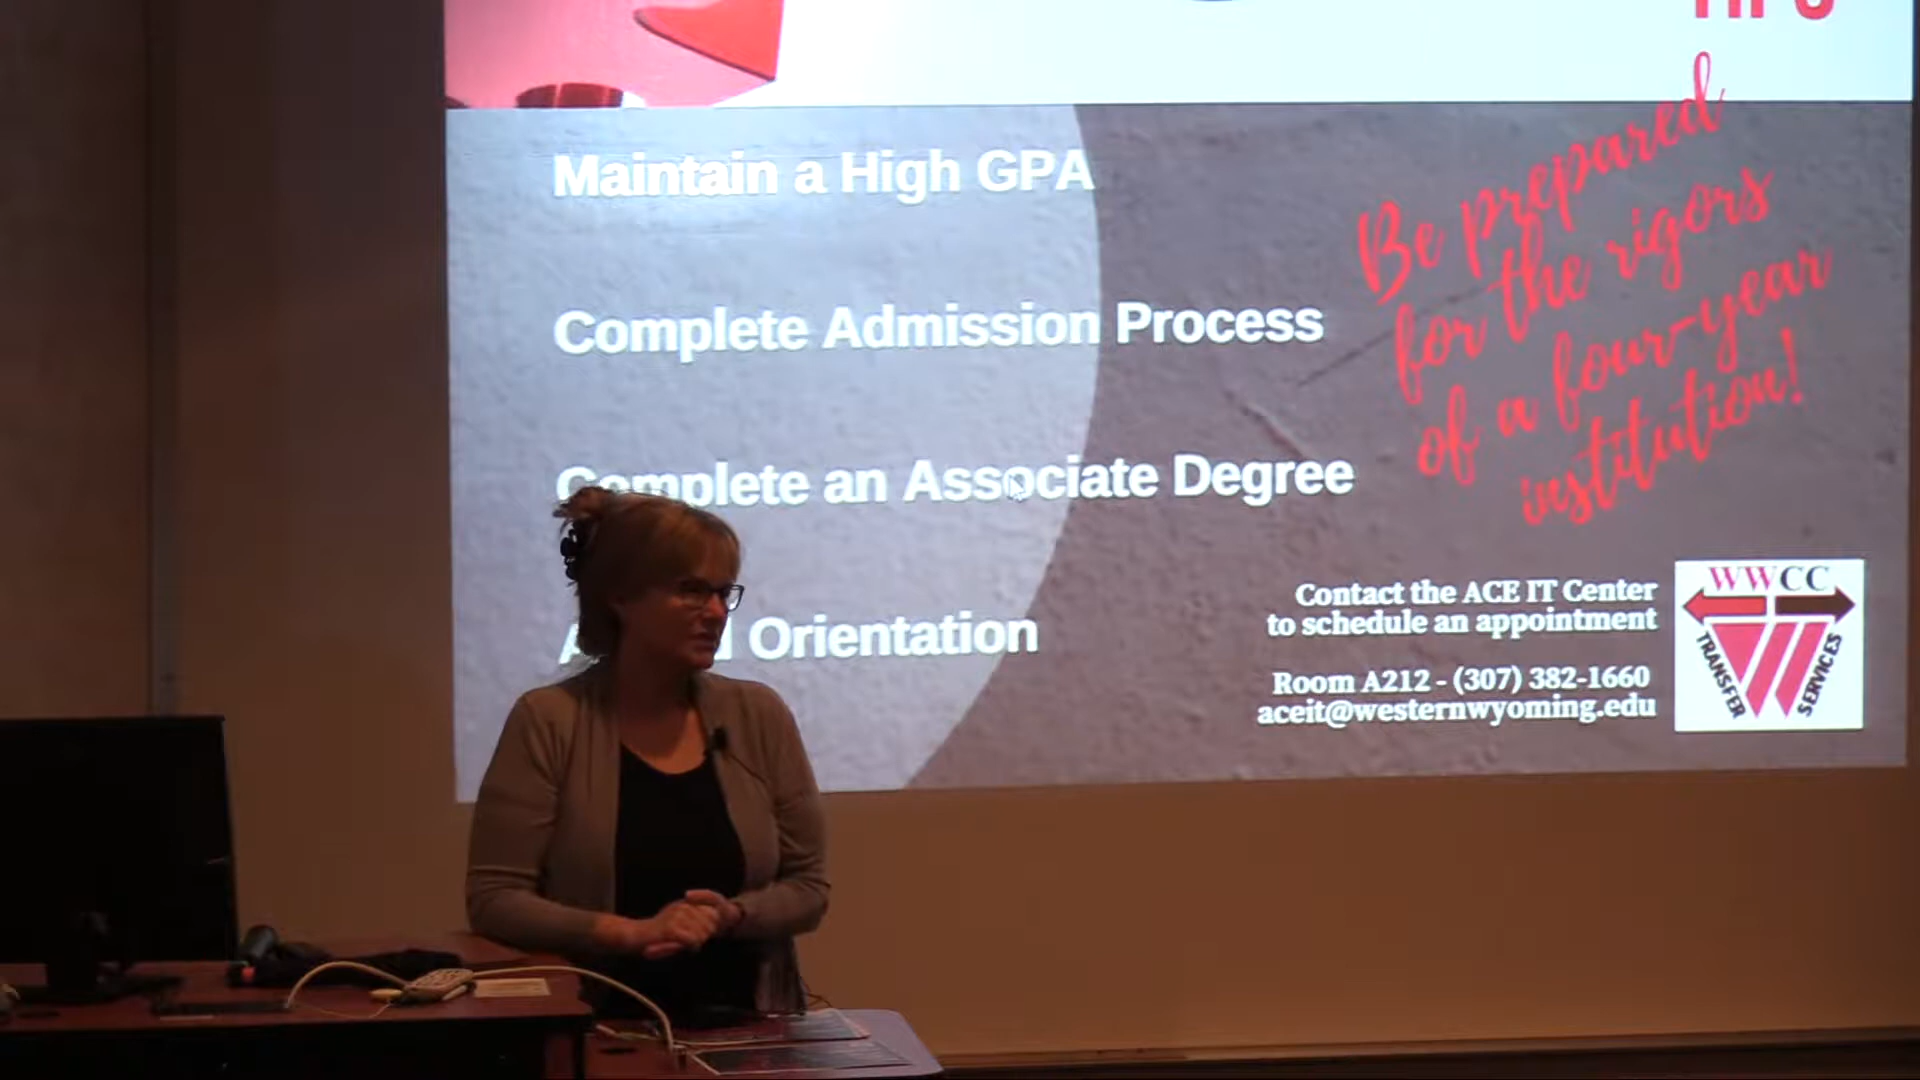 TIPS
Maintain a High GPA
Complete Admission Process
Complete an Associate Degree
Orientation
Be prepared
for the rigors
of a four-year
institution!
Contact the ACE IT Center
to schedule an appointment
Room A212 - (307) 382-1660
aceit@westernwyoming.edu
WWCC
TRANSFER
SERVICES